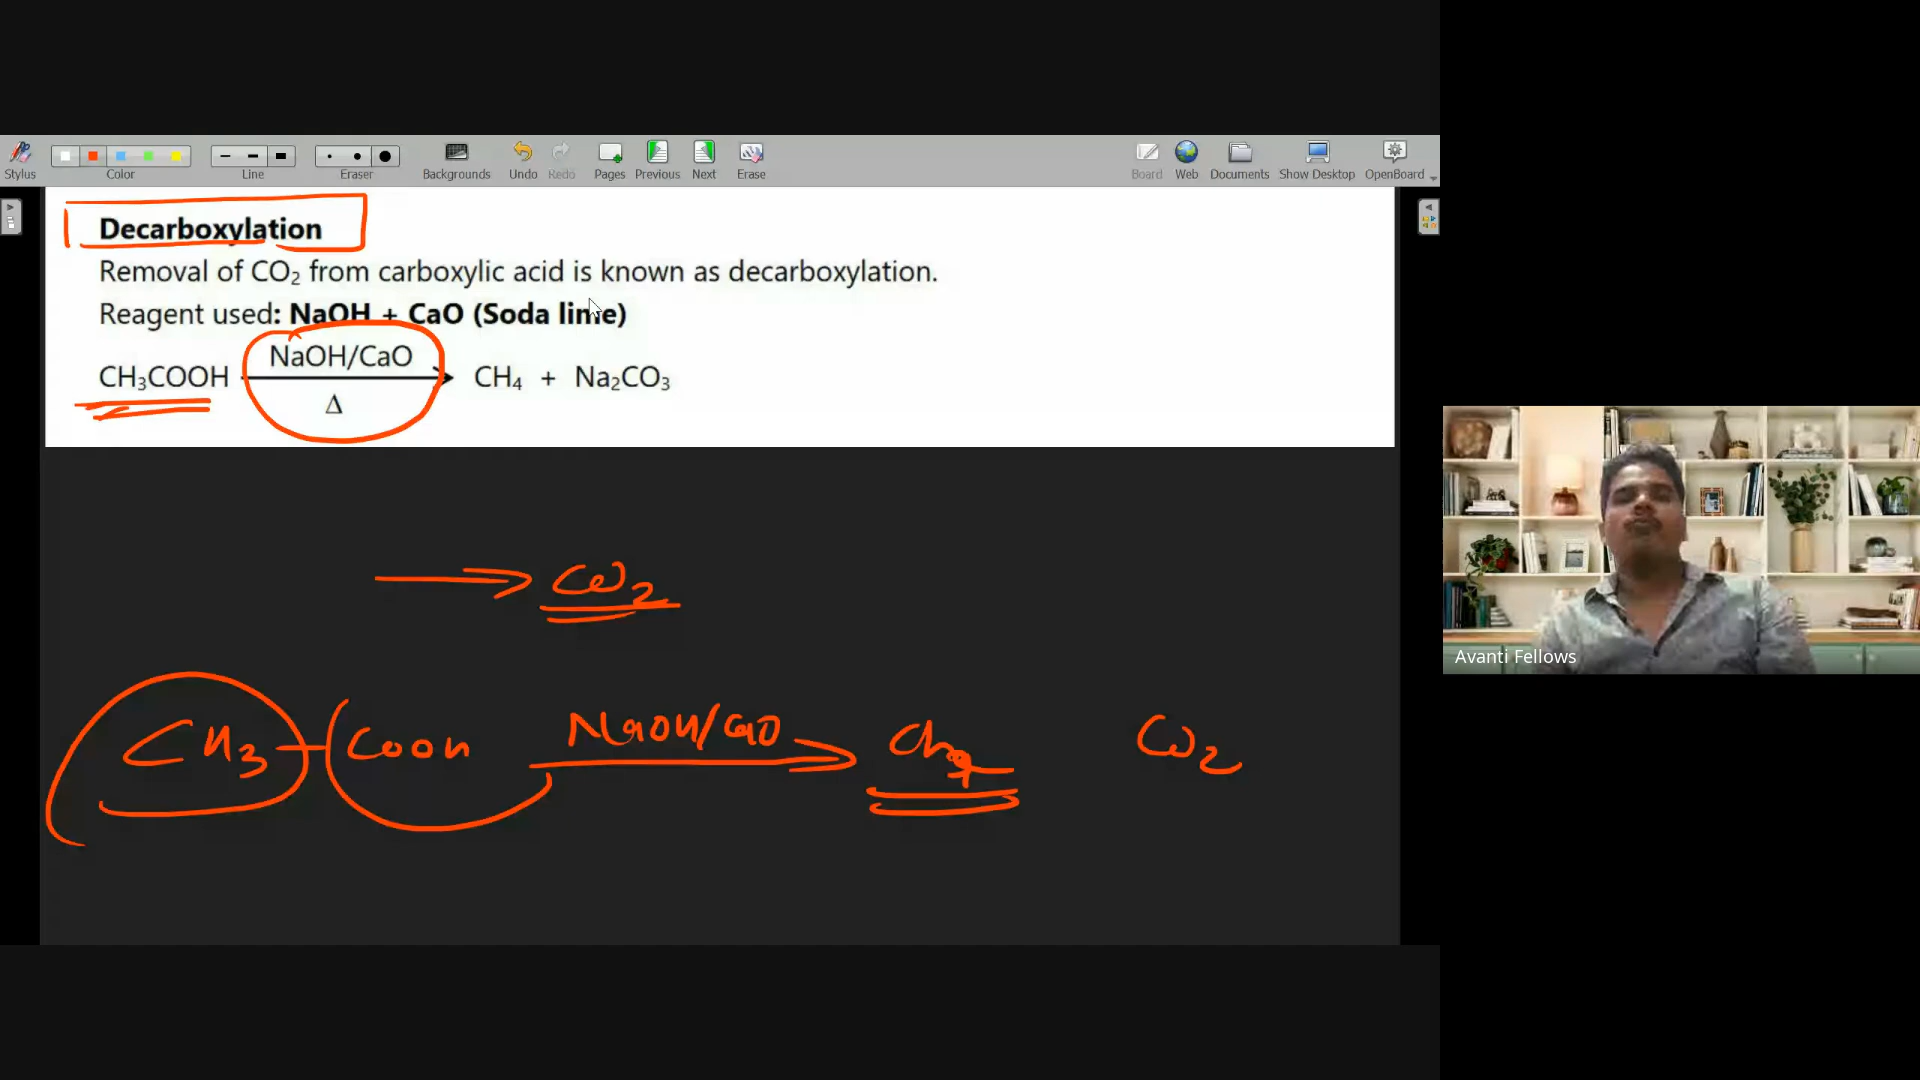 Stylus Color Line Eraser Backgrounds Undo Redo Pages Previous Next Erase Board Web Documents Show Desktop OpenBoard
Decarboxylation
Removal of CO₂ from carboxylic acid is known as decarboxylation.
Reagent used: NaOH + CaO (Soda lime)
NaOH/CaO
CH₃COOH → CH₄ + Na₂CO₃
Δ
→ CO₂
NaOH/CaO
CH₃-COOH → CH₄ CO₂
Avanti Fellows